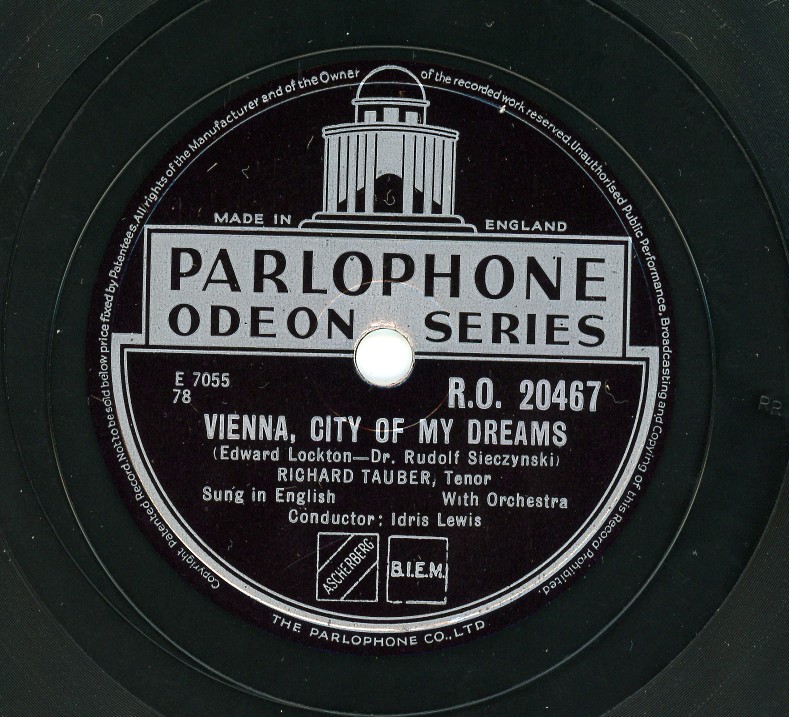 Copyright Patented Record Not to be sold below price fixed by Patentees. All rights of the Manufacturer and of the Owner of the recorded work reserved. Unauthorised Public Performance, Broadcasting and Copying of this Record Prohibited.
MADE IN ENGLAND
PARLOPHONE
ODEON SERIES
E 7055
78
R.O. 20467
VIENNA, CITY OF MY DREAMS
(Edward Lockton—Dr. Rudolf Sieczynski)
RICHARD TAUBER, Tenor
Sung in English With Orchestra
Conductor: Idris Lewis
ASCHERBERG
B.I.E.M.
THE PARLOPHONE CO., LTD
RR